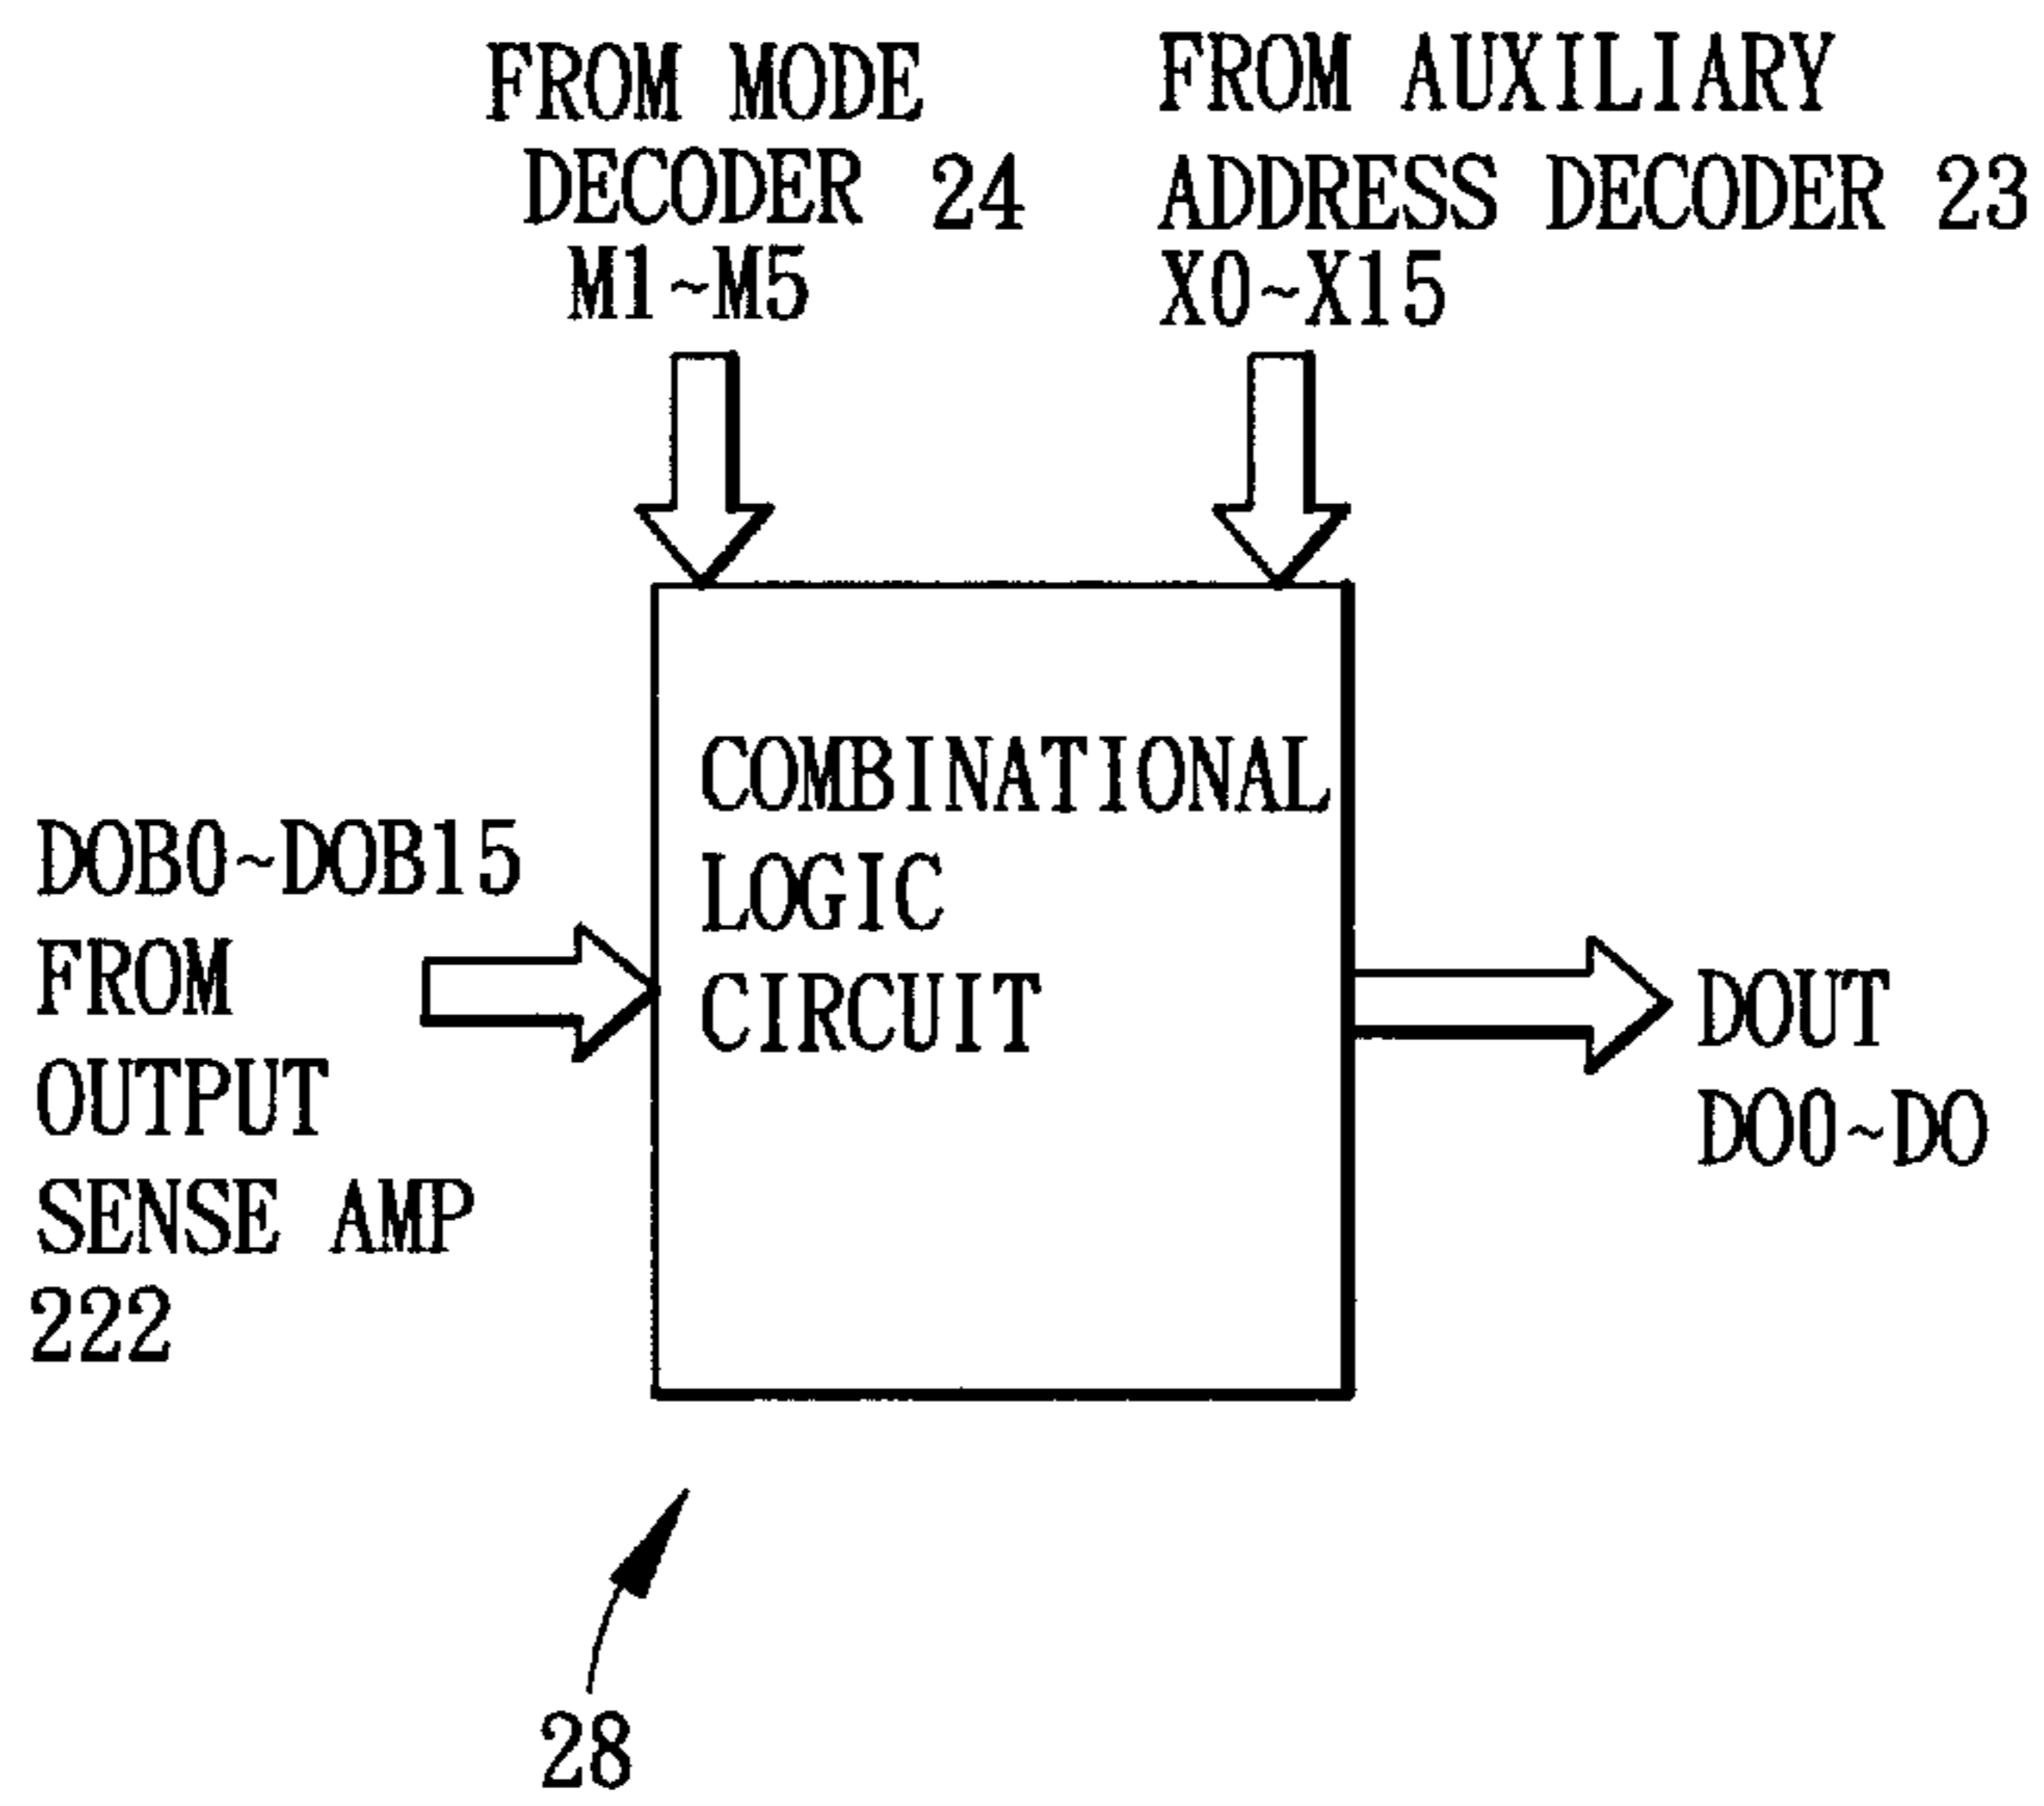 FROM MODE
DECODER 24
M1~M5
FROM AUXILIARY
ADDRESS DECODER 23
X0~X15
COMBINATIONAL
LOGIC
CIRCUIT
DOB0~DOB15
FROM
OUTPUT
SENSE AMP
222
DOUT
DO0~DO
28